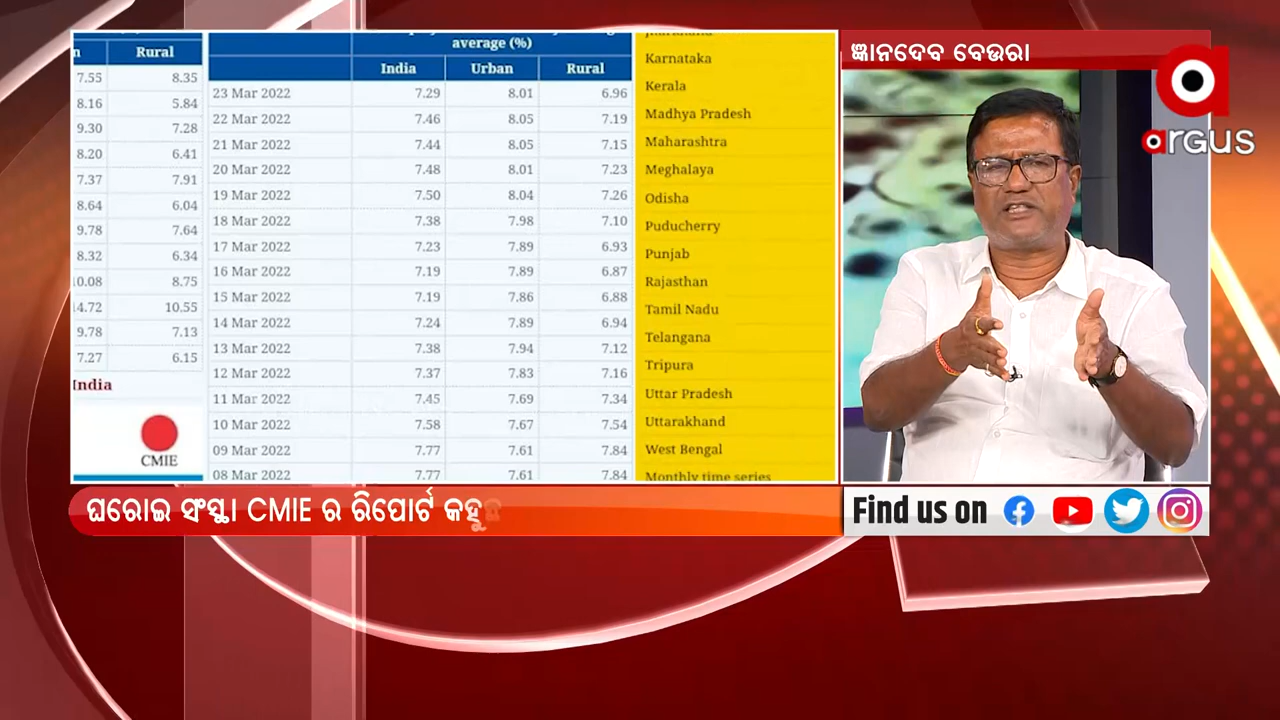 Rural
7.55 8.35
8.16 5.84
9.30 7.28
8.20 6.41
7.37 7.91
8.64 6.04
9.78 7.64
8.32 6.34
10.08 8.75
14.72 10.55
9.78 7.13
7.27 6.15
India
CMIE
average (%)
India Urban Rural
23 Mar 2022 7.29 8.01 6.96
22 Mar 2022 7.46 8.05 7.19
21 Mar 2022 7.44 8.05 7.15
20 Mar 2022 7.48 8.01 7.23
19 Mar 2022 7.50 8.04 7.26
18 Mar 2022 7.38 7.98 7.10
17 Mar 2022 7.23 7.89 6.93
16 Mar 2022 7.19 7.89 6.87
15 Mar 2022 7.19 7.86 6.88
14 Mar 2022 7.24 7.89 6.94
13 Mar 2022 7.38 7.94 7.12
12 Mar 2022 7.37 7.83 7.16
11 Mar 2022 7.45 7.69 7.34
10 Mar 2022 7.58 7.67 7.54
09 Mar 2022 7.77 7.61 7.84
08 Mar 2022 7.77 7.61 7.84
Karnataka
Kerala
Madhya Pradesh
Maharashtra
Meghalaya
Odisha
Puducherry
Punjab
Rajasthan
Tamil Nadu
Telangana
Tripura
Uttar Pradesh
Uttarakhand
West Bengal
Monthly time series
ଜ୍ଞାନଦେବ ବେଉରା
argus
ଘରୋଇ ସଂସ୍ଥା CMIE ର ରିପୋର୍ଟ କହୁଛ
Find us on